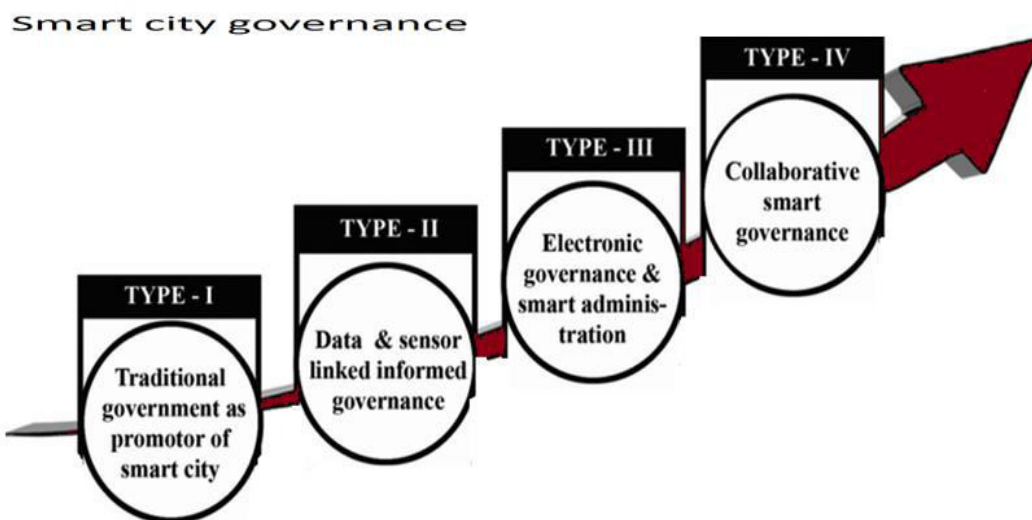 Smart city governance
TYPE - I
Traditional
government as
promotor of
smart city
TYPE - II
Data & sensor
linked informed
governance
TYPE - III
Electronic
governance &
smart adminis-
tration
TYPE - IV
Collaborative
smart
governance